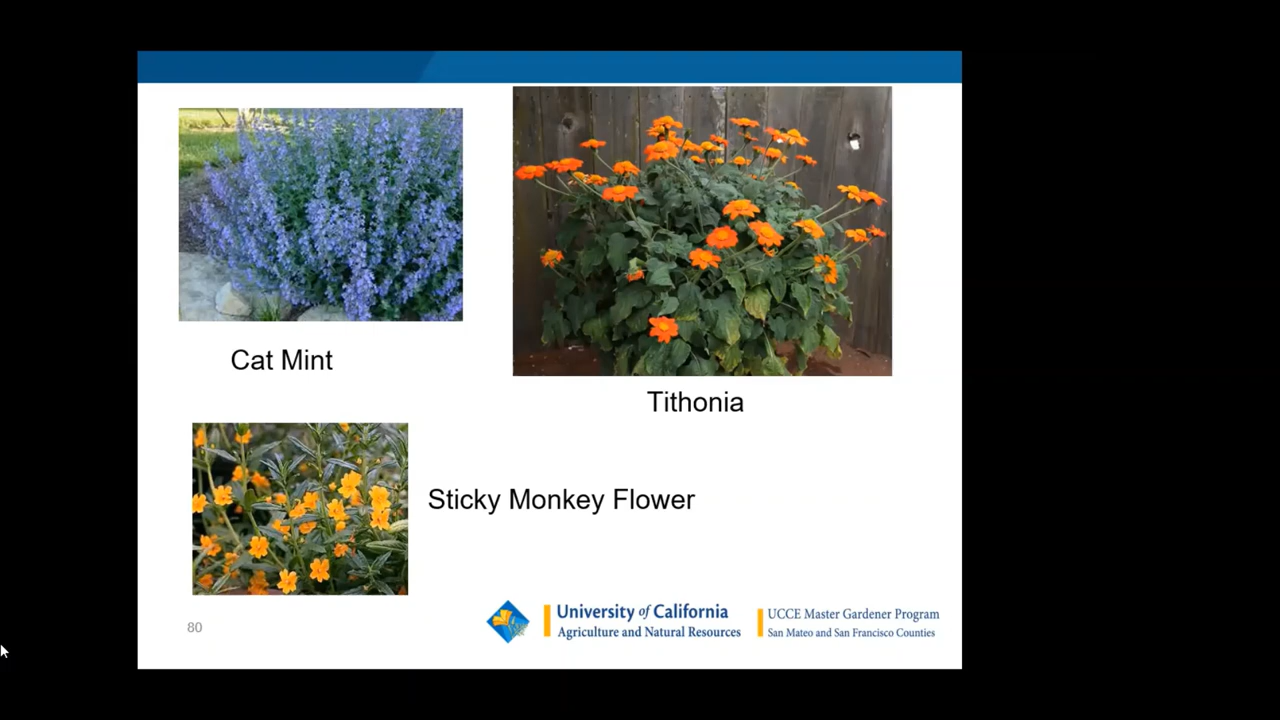 Cat Mint
Tithonia
Sticky Monkey Flower
80
University of California
Agriculture and Natural Resources
UCCE Master Gardener Program
San Mateo and San Francisco Counties